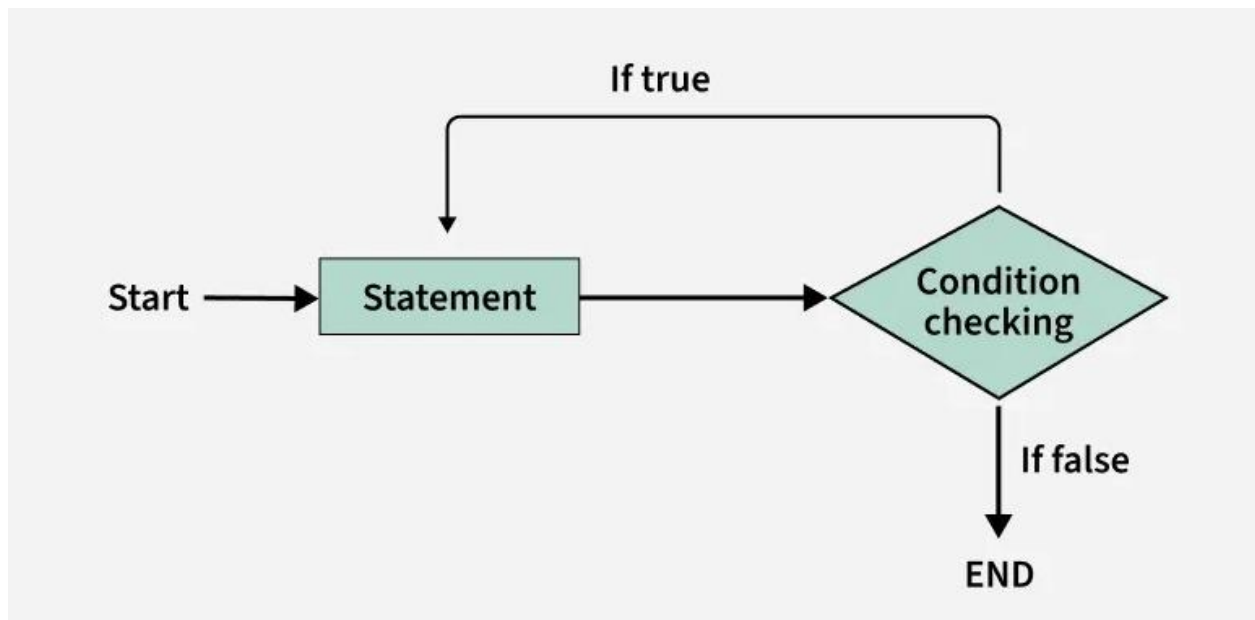 If true
Start
Statement
Condition
checking
If false
END